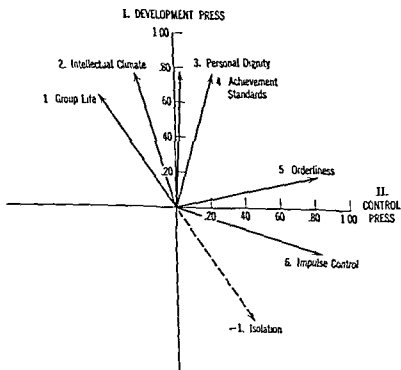 I. DEVELOPMENT PRESS
1 00
2. Intellectual Climate
.80
3. Personal Dignity
4 Achievement
Standards
1 Group Life
.60
.40
5 Orderliness
.20
II.
CONTROL
PRESS
.20 .40 .60 .80 1 00
6. Impulse Control
-1. Isolation